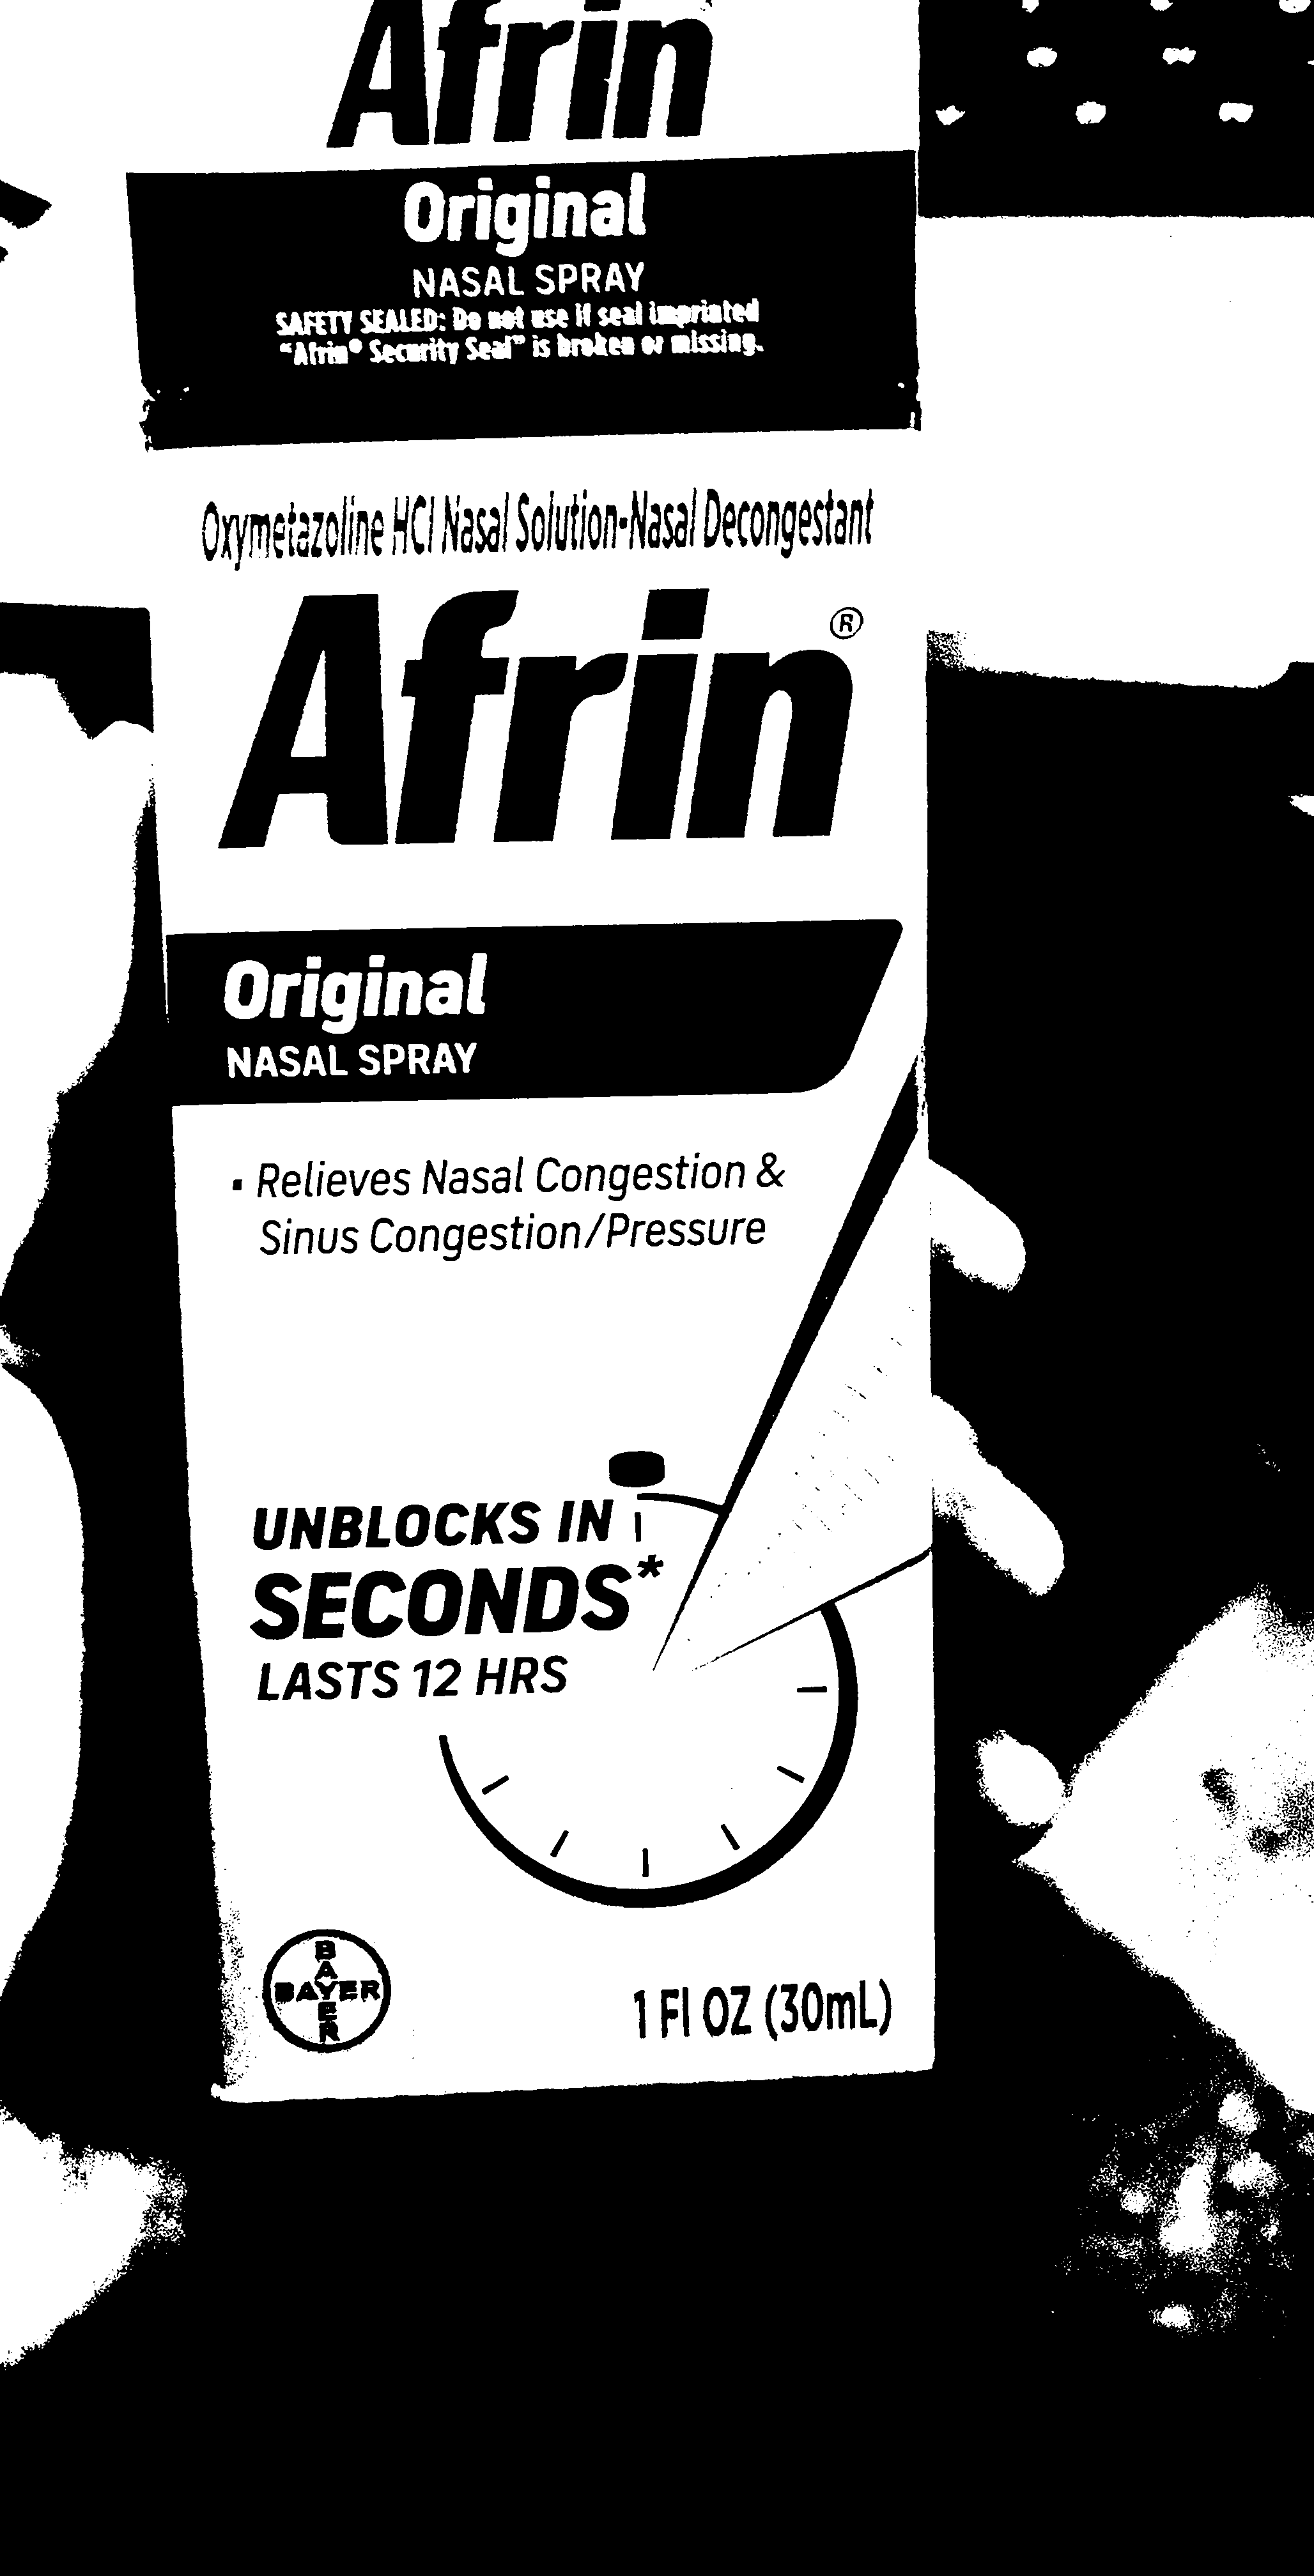 Afrin
Original
NASAL SPRAY
SAFETY SEALED: Do not use if seal imprinted
"Afrin® Security Seal" is broken or missing.
Oxymetazoline HCl Nasal Solution-Nasal Decongestant
Afrin®
Original
NASAL SPRAY
▪ Relieves Nasal Congestion &
Sinus Congestion/Pressure
UNBLOCKS IN
SECONDS*
LASTS 12 HRS
BAYER
BAYER
1 Fl OZ (30mL)